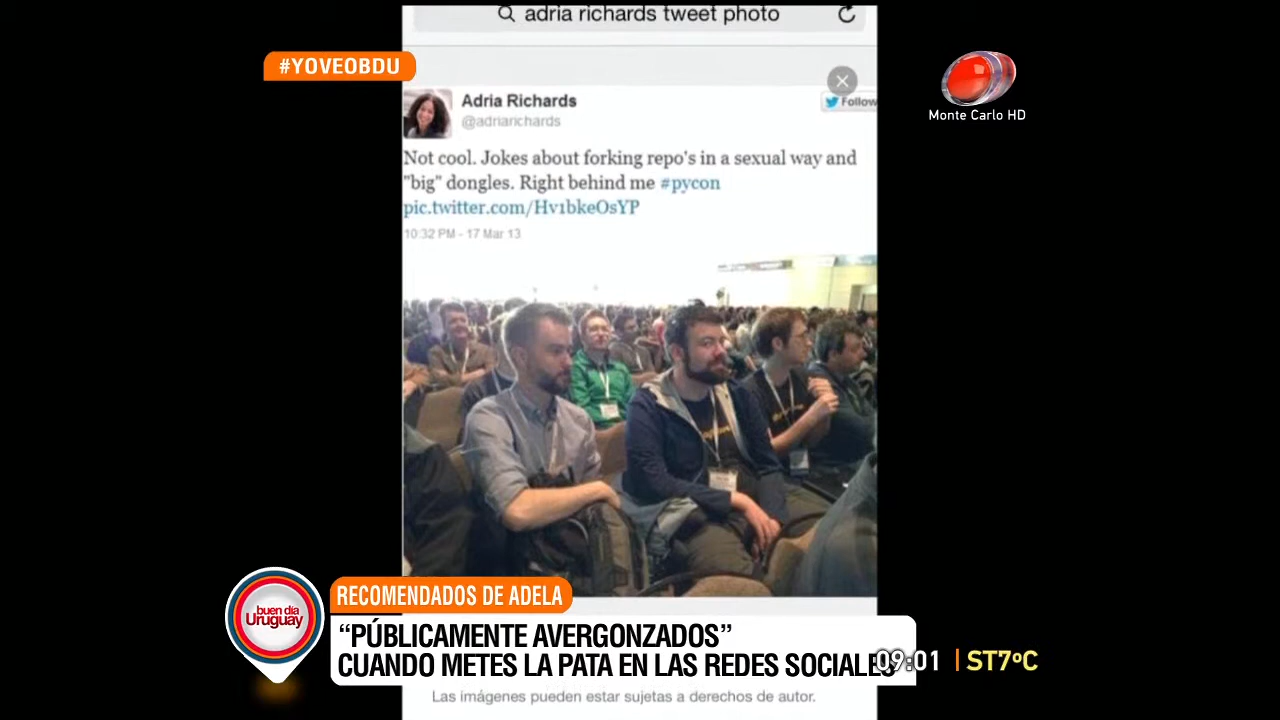 adria richards tweet photo
#YOVEOBDU
Monte Carlo HD
Adria Richards
Follow
@adriarichards
Not cool. Jokes about forking repo's in a sexual way and
"big" dongles. Right behind me #pycon
pic.twitter.com/Hv1bkeOsYP
10:32 PM - 17 Mar 13
buen día
Uruguay
RECOMENDADOS DE ADELA
“PÚBLICAMENTE AVERGONZADOS”
CUANDO METES LA PATA EN LAS REDES SOCIALES
09:01 | ST7ºC
Las imágenes pueden estar sujetas a derechos de autor.